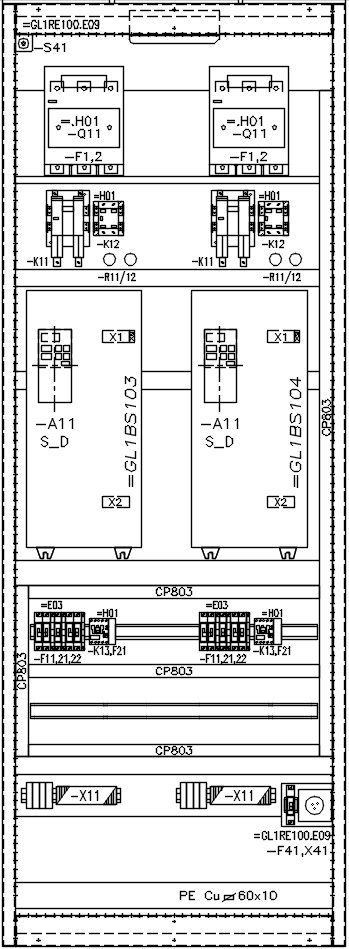 =GL1RE100.E09
-S41
=.H01
-Q11
-F1,2
=.H01
-Q11
-F1,2
=H01
-K12
-K11
-R11/12
=H01
-K12
-K11
-R11/12
X1
-A11
S_D
=GL1BS103
X2
X1
-A11
S_D
=GL1BS104
X2
CP803
CP803
=E03
=H01
-K13,F21
-F11,21,22
=E03
=H01
-K13,F21
-F11,21,22
CP803
CP803
CP803
-X11
-X11
=GL1RE100.E09
-F41,X41
PE Cu 60x10